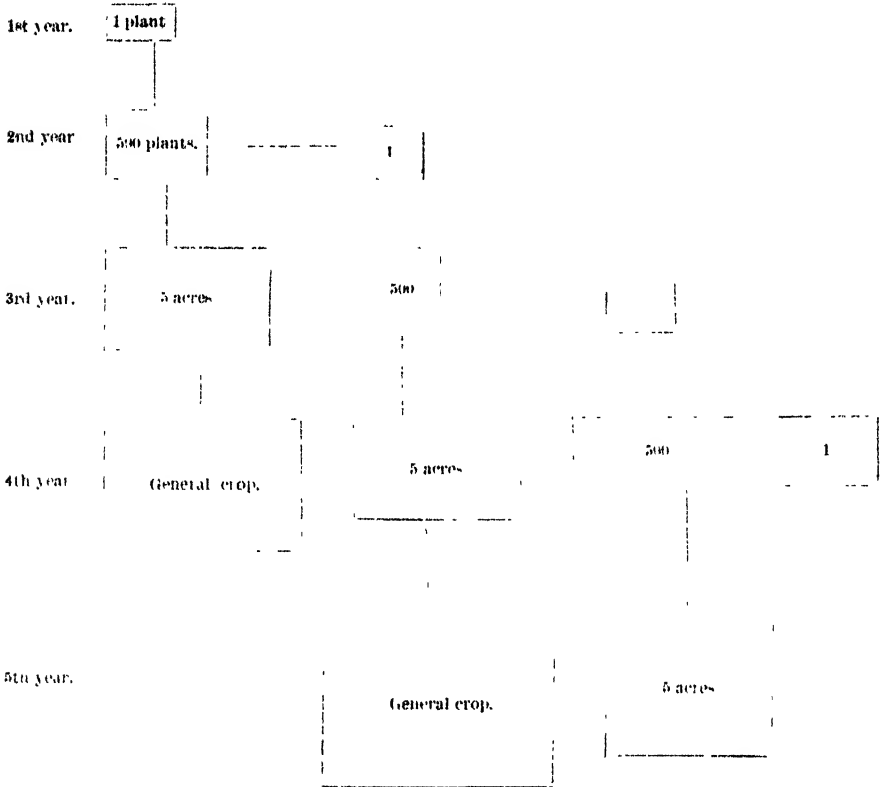 1st year. 1 plant
2nd year 500 plants. 1
3rd year. 5 acres 500
4th year General crop. 5 acres 500 1
5th year. General crop. 5 acres